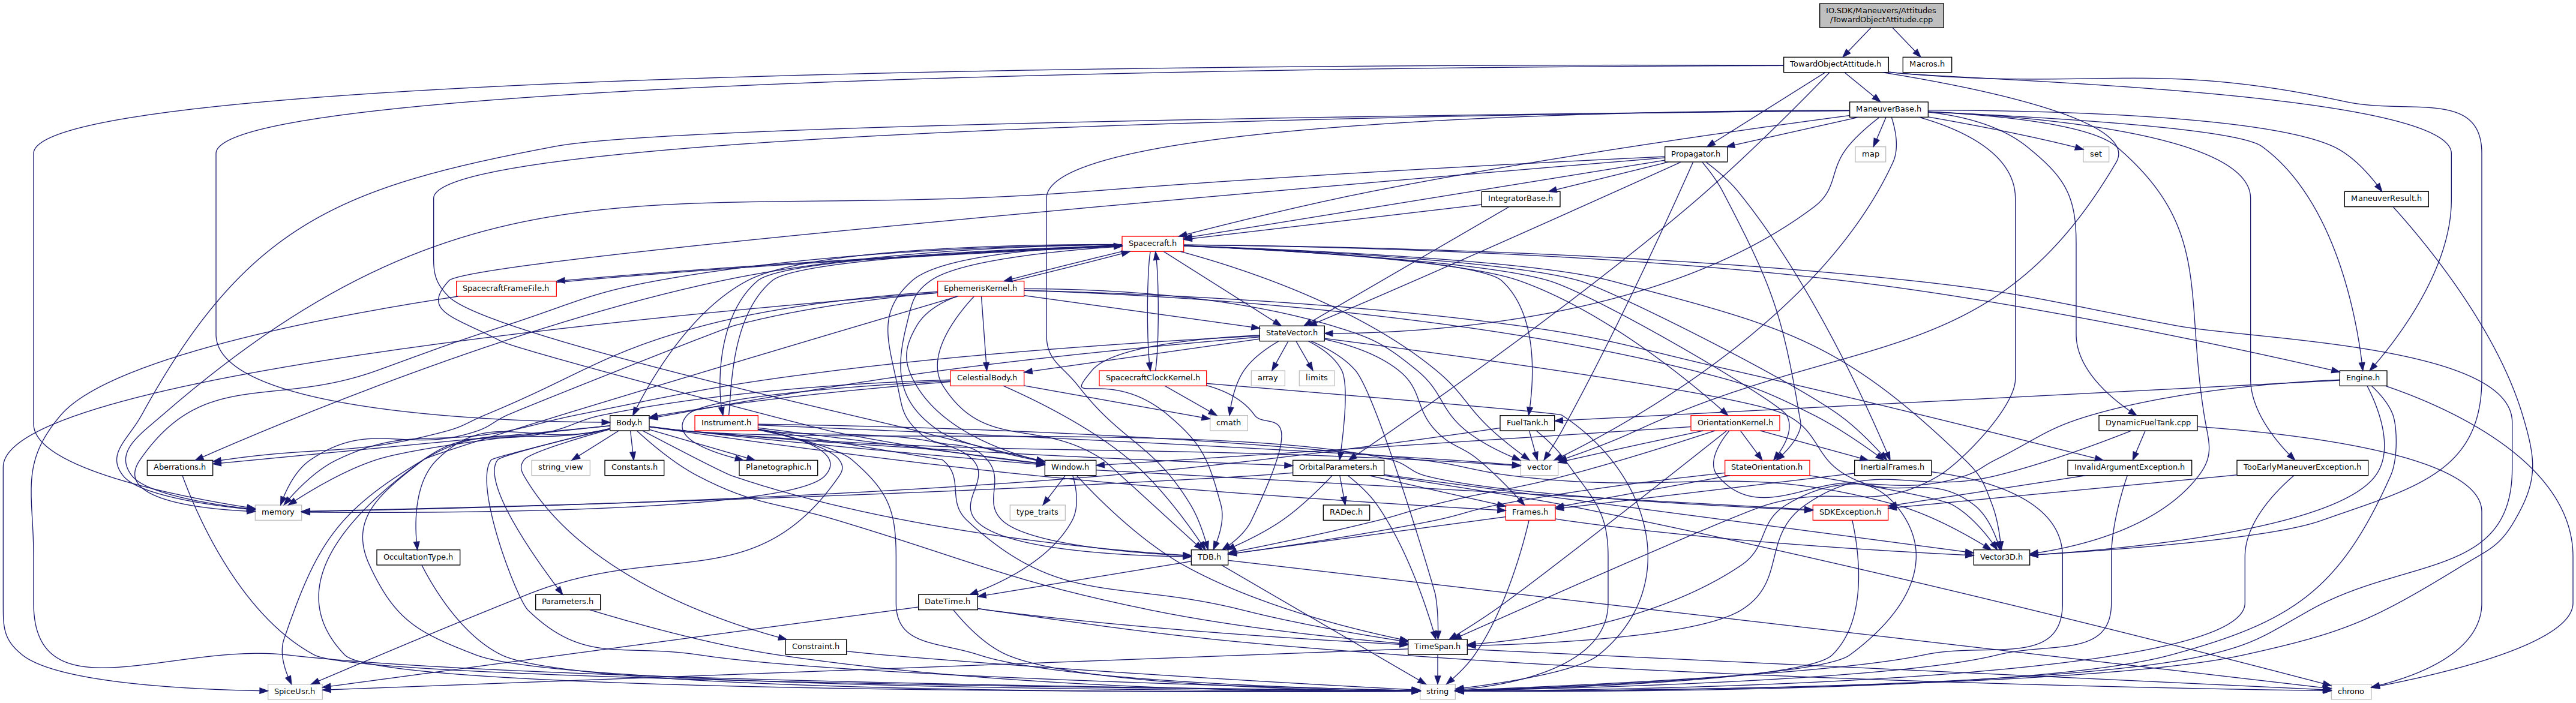 IO.SDK/Maneuvers/Attitudes
/TowardObjectAttitude.cpp
TowardObjectAttitude.h
Macros.h
ManeuverBase.h
Propagator.h
map
set
IntegratorBase.h
ManeuverResult.h
Spacecraft.h
SpacecraftFrameFile.h
EphemerisKernel.h
StateVector.h
CelestialBody.h
SpacecraftClockKernel.h
array
limits
Engine.h
Body.h
Instrument.h
cmath
FuelTank.h
OrientationKernel.h
DynamicFuelTank.cpp
Aberrations.h
string_view
Constants.h
Planetographic.h
Window.h
OrbitalParameters.h
vector
StateOrientation.h
InertialFrames.h
InvalidArgumentException.h
TooEarlyManeuverException.h
memory
type_traits
RADec.h
Frames.h
SDKException.h
OccultationType.h
TDB.h
Vector3D.h
Parameters.h
DateTime.h
Constraint.h
TimeSpan.h
SpiceUsr.h
string
chrono